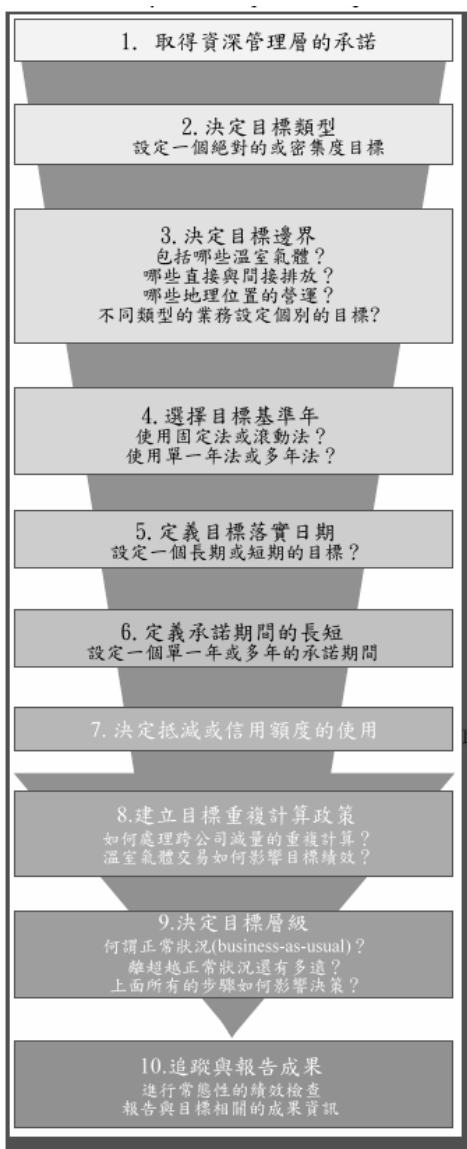 1. 取得資深管理層的承諾
2.決定目標類型
設定一個絕對的或密集度目標
3.決定目標邊界
包括哪些溫室氣體？
哪些直接與間接排放？
哪些地理位置的營運？
不同類型的業務設定個別的目標?
4.選擇目標基準年
使用固定法或滾動法？
使用單一年法或多年法？
5.定義目標落實日期
設定一個長期或短期的目標？
6.定義承諾期間的長短
設定一個單一年或多年的承諾期間
7.決定抵減或信用額度的使用
8.建立目標重複計算政策
如何處理跨公司減量的重複計算？
溫室氣體交易如何影響目標績效？
9.決定目標層級
何謂正常狀況(business-as-usual)？
離超越正常狀況還有多遠？
上面所有的步驟如何影響決策？
10.追蹤與報告成果
進行常態性的績效檢查
報告與目標相關的成果資訊